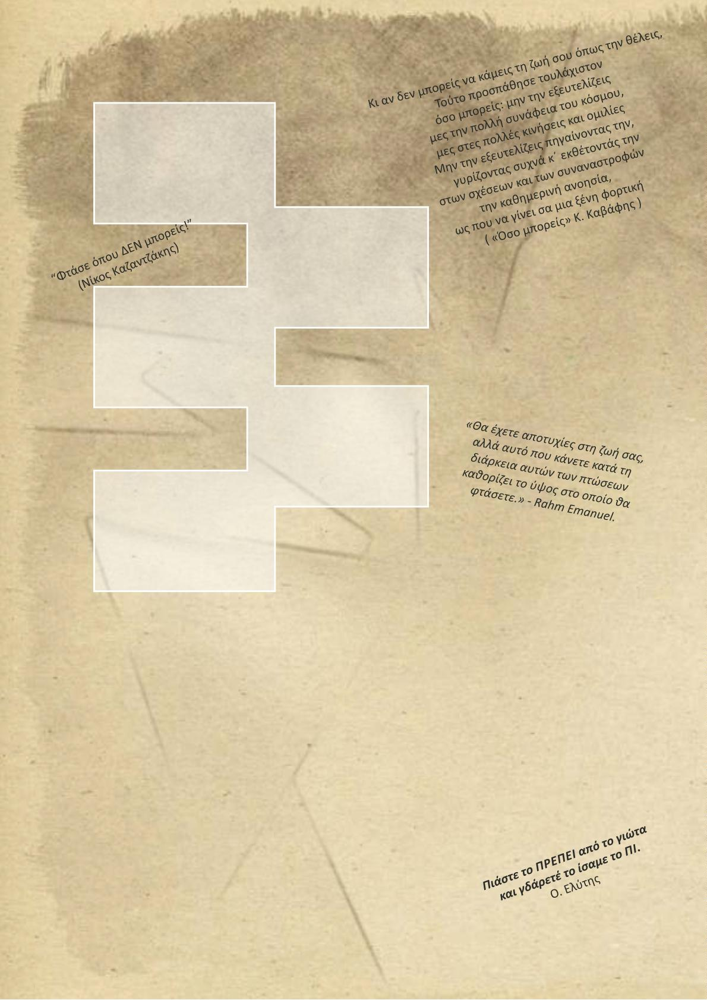 Κι αν δεν μπορείς να κάμεις τη ζωή σου όπως την θέλεις,
Τούτο προσπάθησε τουλάχιστον
όσο μπορείς: μην την εξευτελίζεις
μες την πολλή συνάφεια του κόσμου,
μες στες πολλές κινήσεις και ομιλίες
Μην την εξευτελίζεις πηγαίνοντας την,
γυρίζοντας συχνά κ΄ εκθέτοντάς την
στων σχέσεων και των συναναστροφών
την καθημερινή ανοησία,
ως που να γίνει σα μια ξένη φορτική
( «Όσο μπορείς» Κ. Καβάφης )
“Φτάσε όπου ΔΕΝ μπορείς!”
(Νίκος Καζαντζάκης)
«Θα έχετε αποτυχίες στη ζωή σας,
αλλά αυτό που κάνετε κατά τη
διάρκεια αυτών των πτώσεων
καθορίζει το ύψος στο οποίο θα
φτάσετε.» - Rahm Emanuel.
Πιάστε το ΠΡΕΠΕΙ από το γιώτα
και γδάρετέ το ίσαμε το ΠΙ.
Ο. Ελύτης